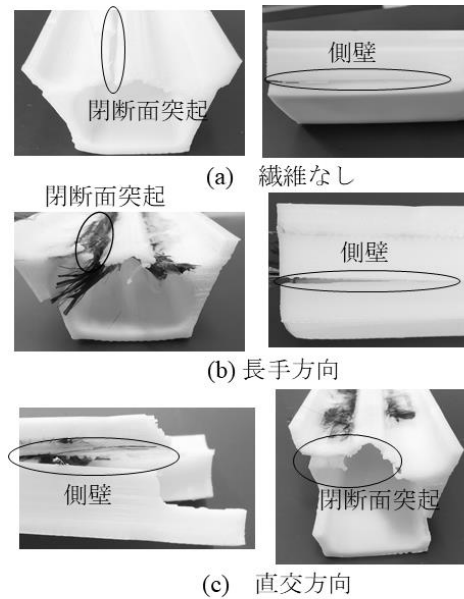 側壁
閉断面突起
(a) 繊維なし
閉断面突起
側壁
(b) 長手方向
側壁
閉断面突起
(c) 直交方向